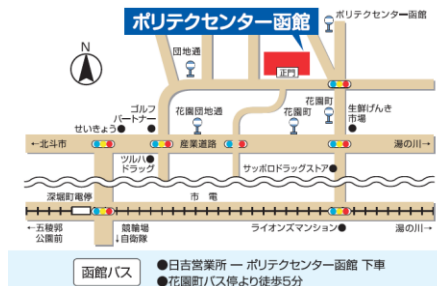 ポリテクセンター函館
ポリテクセンター函館
N
団地通
正門
ゴルフ
パートナー
花園団地通
花園町
花園町
生鮮げんき
市場
せいきょう
←北斗市
産業道路
湯の川→
ツルハ
ドラッグ
サッポロドラッグストア
深堀町電停
市電
←五稜郭
公園前
競輪場
↓自衛隊
ライオンズマンション
湯の川→
函館バス
●日吉営業所 ― ポリテクセンター函館 下車
●花園町バス停より徒歩5分